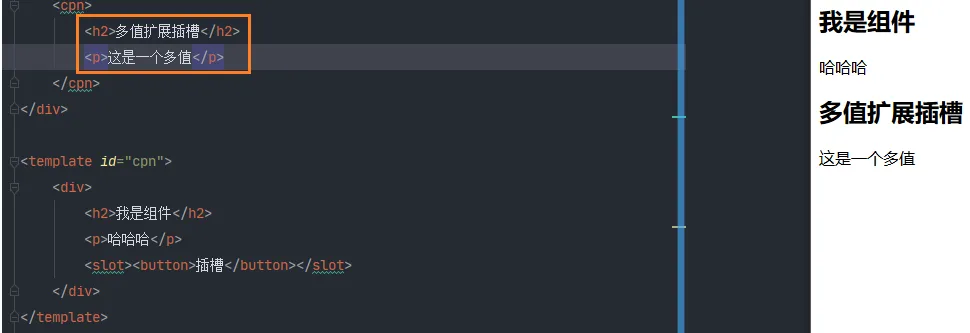 <cpn>
<h2>多值扩展插槽</h2>
<p>这是一个多值</p>
</cpn>
</div>
<template id="cpn">
<div>
<h2>我是组件</h2>
<p>哈哈哈</p>
<slot><button>插槽</button></slot>
</div>
</template>
我是组件
哈哈哈
多值扩展插槽
这是一个多值